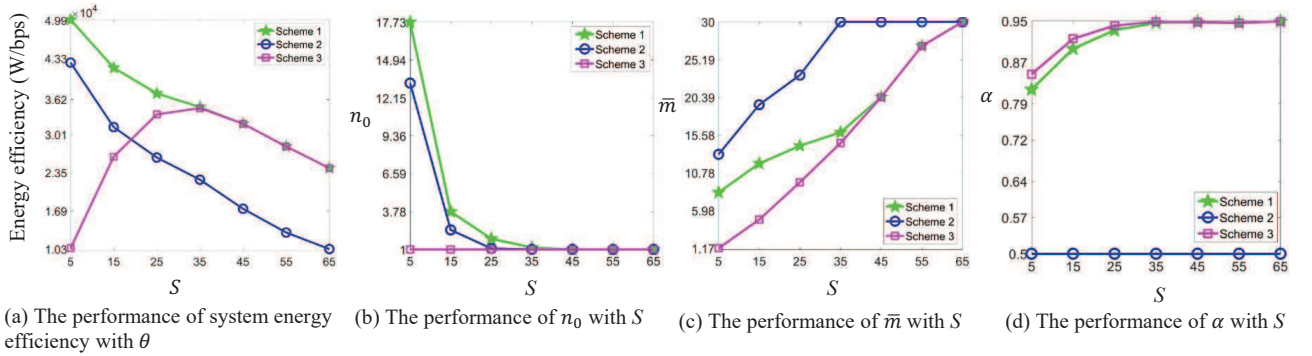 ×10⁴
4.99
4.33
3.62
3.01
2.35
1.69
1.03
Energy efficiency (W/bps)
Scheme 1
Scheme 2
Scheme 3
5 15 25 35 45 55 65
S
(a) The performance of system energy
efficiency with θ
17.73
14.94
12.15
9.36
6.59
3.78
1
n₀
Scheme 1
Scheme 2
Scheme 3
5 15 25 35 45 55 65
S
(b) The performance of n₀ with S
30
25.19
20.39
15.58
10.78
5.98
1.17
m̅
Scheme 1
Scheme 2
Scheme 3
5 15 25 35 45 55 65
S
(c) The performance of m̅ with S
0.95
0.87
0.79
0.72
0.64
0.57
0.5
α
Scheme 1
Scheme 2
Scheme 3
5 15 25 35 45 55 65
S
(d) The performance of α with S